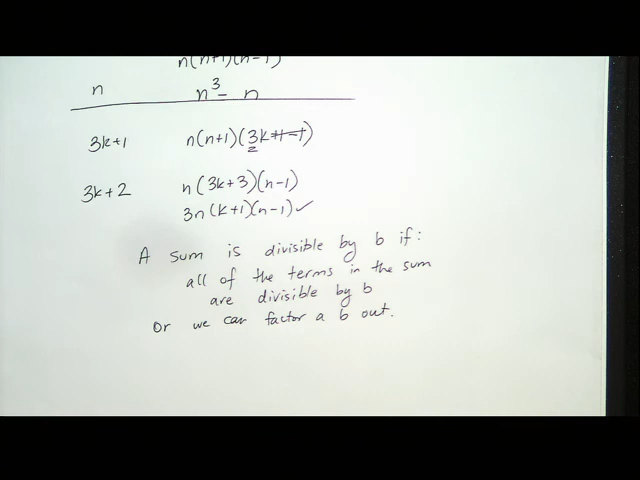 n(n+1)(n-1)
n n³ - n
3k+1 n(n+1)(3k+1-1)
3k+2 n(3k+3)(n-1)
3n(k+1)(n-1) ✓
A sum is divisible by b if:
all of the terms in the sum
are divisible by b
Or we can factor a b out.